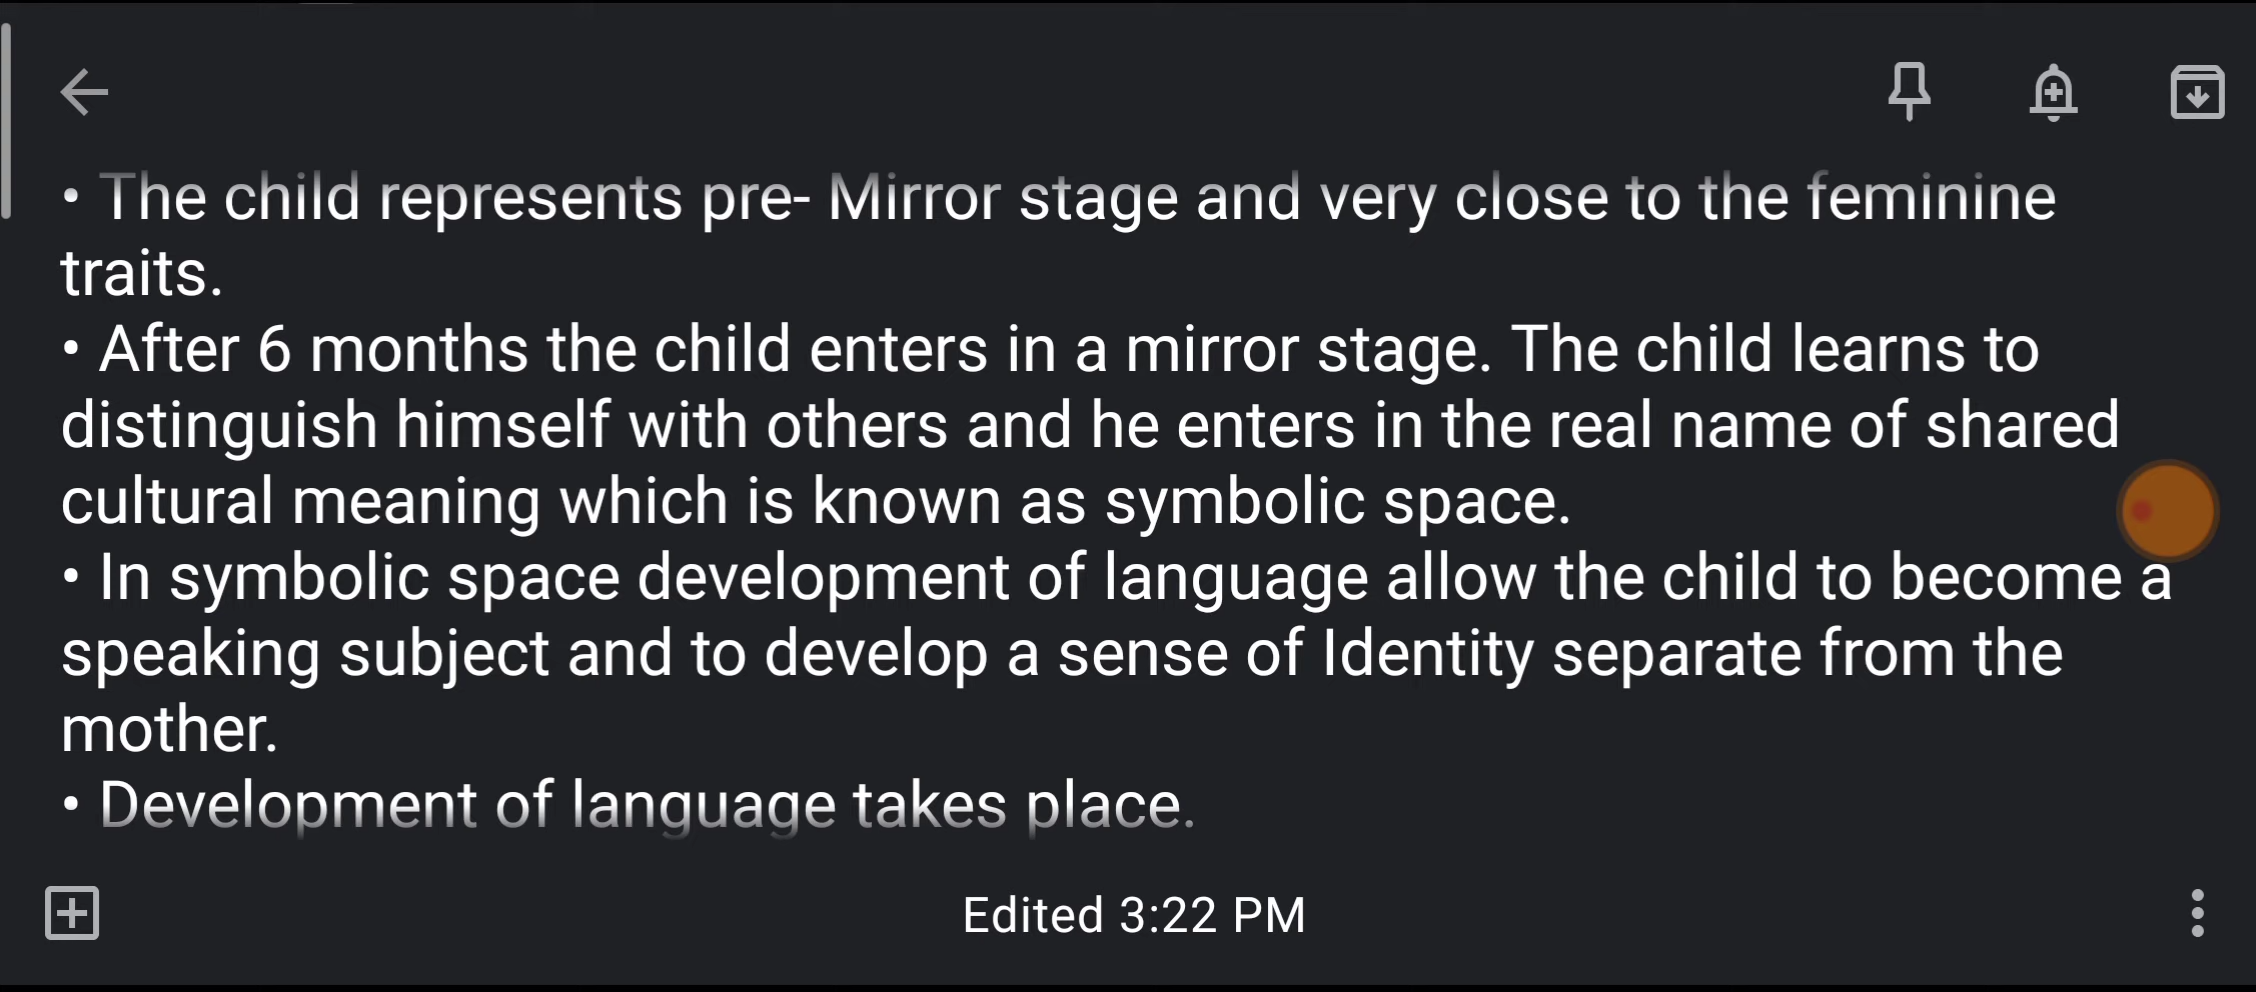 • The child represents pre- Mirror stage and very close to the feminine
traits.
• After 6 months the child enters in a mirror stage. The child learns to
distinguish himself with others and he enters in the real name of shared
cultural meaning which is known as symbolic space.
• In symbolic space development of language allow the child to become a
speaking subject and to develop a sense of Identity separate from the
mother.
• Development of language takes place.
Edited 3:22 PM